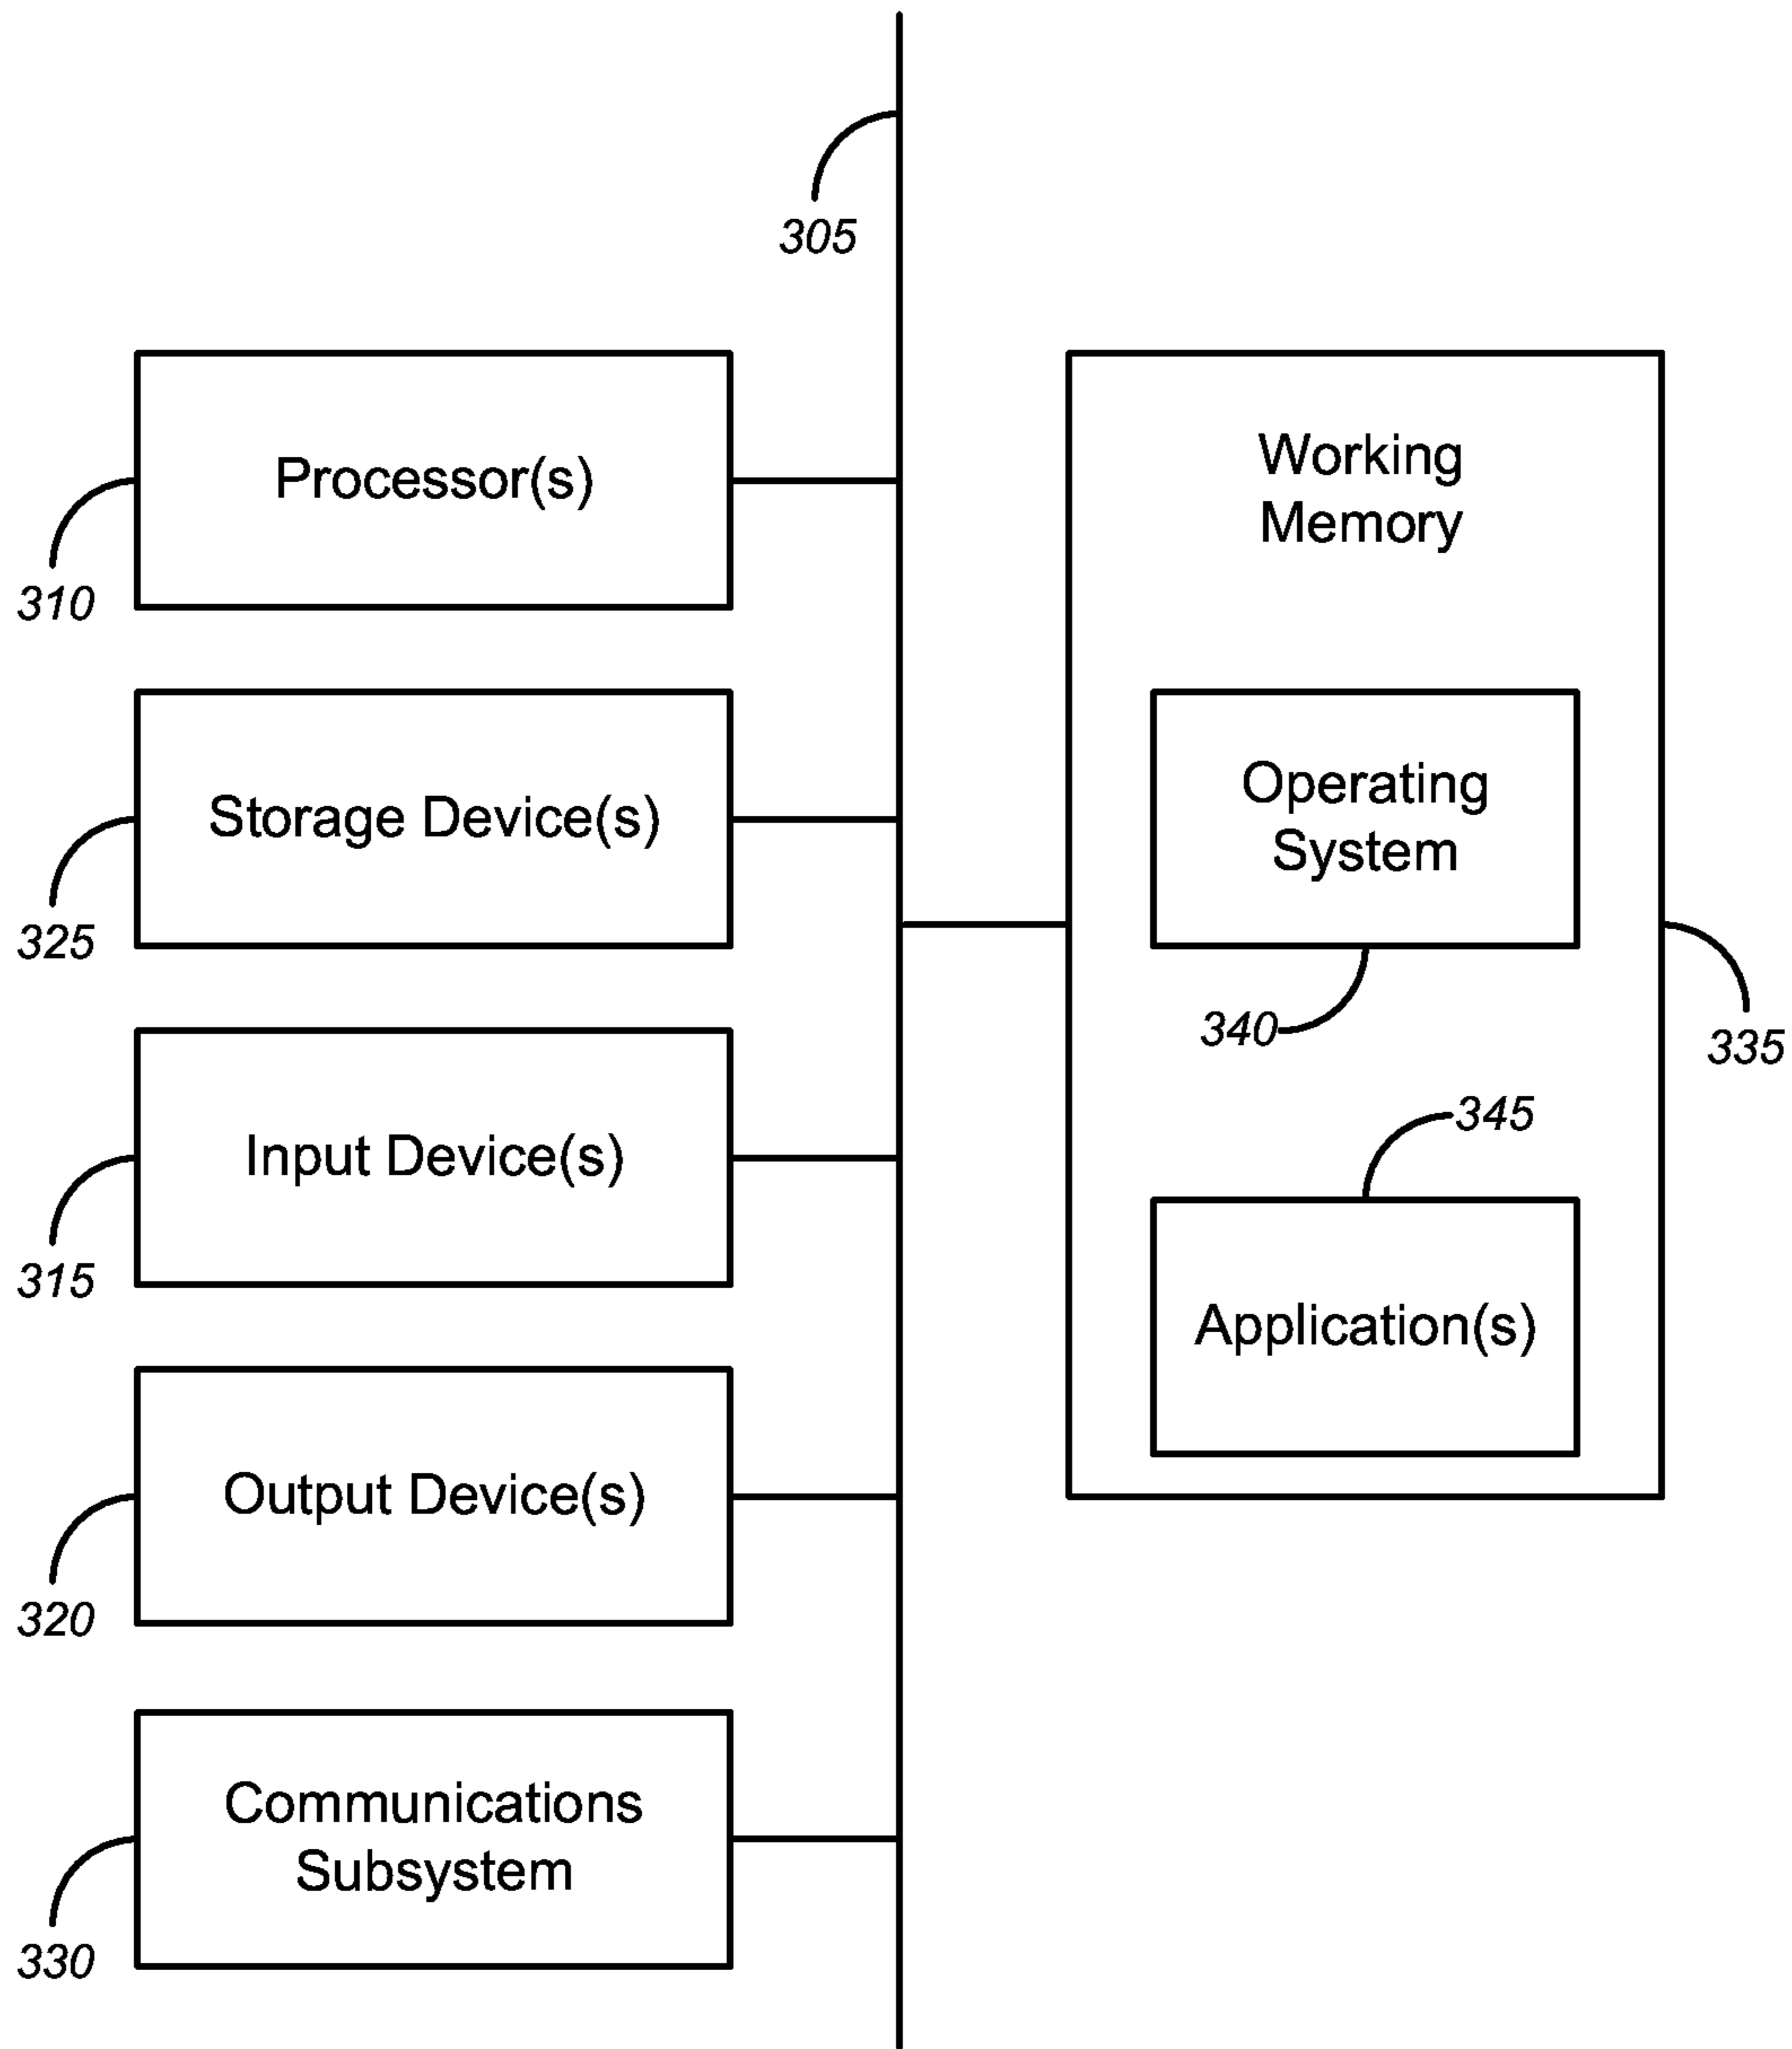 305
Processor(s)
310
Storage Device(s)
325
Input Device(s)
315
Output Device(s)
320
Communications
Subsystem
330
Working
Memory
Operating
System
340
335
345
Application(s)